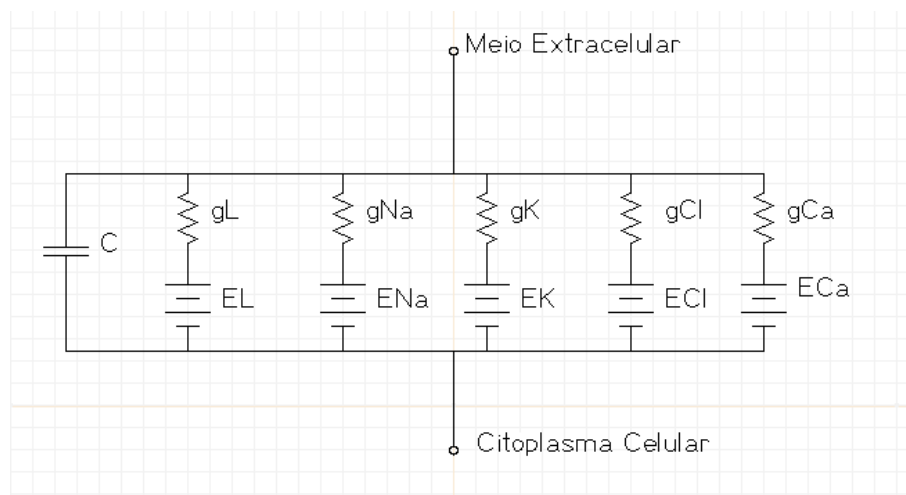 Meio Extracelular
gL
gNa
gK
gCl
gCa
C
EL
ENa
EK
ECl
ECa
Citoplasma Celular